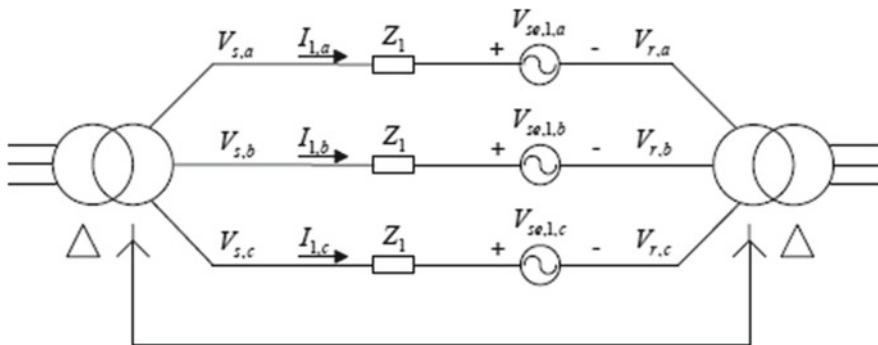 V_{s,a} I_{1,a} Z_1 + V_{se,1,a} - V_{r,a}
V_{s,b} I_{1,b} Z_1 + V_{se,1,b} - V_{r,b}
V_{s,c} I_{1,c} Z_1 + V_{se,1,c} - V_{r,c}
Δ Δ